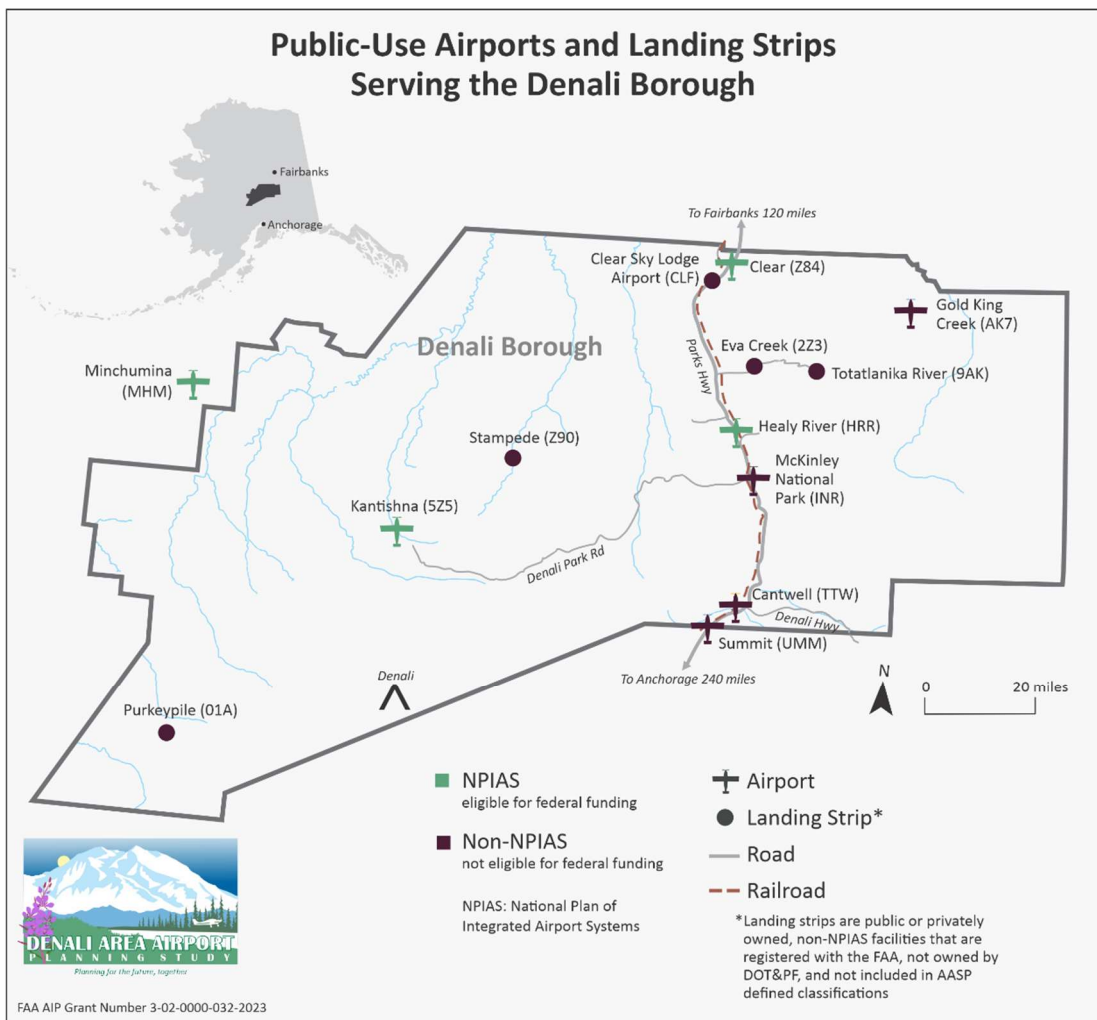 Public-Use Airports and Landing Strips
Serving the Denali Borough
Fairbanks
Anchorage
To Fairbanks 120 miles
Clear Sky Lodge
Airport (CLF)
Clear (Z84)
Gold King
Creek (AK7)
Denali Borough
Parks Hwy
Eva Creek (2Z3)
Totatlanika River (9AK)
Minchumina
(MHM)
Healy River (HRR)
Stampede (Z90)
McKinley
National
Park (INR)
Kantishna (5Z5)
Denali Park Rd
Cantwell (TTW)
Denali Hwy
Summit (UMM)
To Anchorage 240 miles
Denali
N
0 20 miles
Purkeypile (01A)
NPIAS
eligible for federal funding
Non-NPIAS
not eligible for federal funding
NPIAS: National Plan of
Integrated Airport Systems
Airport
Landing Strip*
Road
Railroad
*Landing strips are public or privately
owned, non-NPIAS facilities that are
registered with the FAA, not owned by
DOT&PF, and not included in AASP
defined classifications
DENALI AREA AIRPORT
PLANNING STUDY
Planning for the future, together
FAA AIP Grant Number 3-02-0000-032-2023